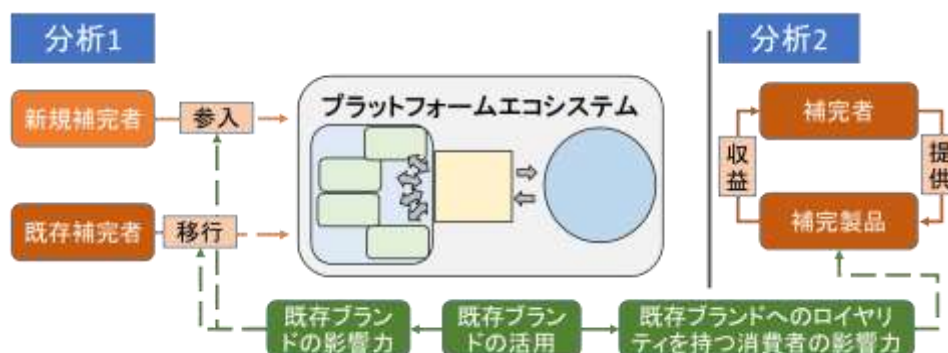 分析1
分析2
プラットフォームエコシステム
新規補完者
参入
既存補完者
移行
補完者
収益
提供
補完製品
既存ブラン
ドの影響力
既存ブラン
ドの活用
既存ブランドへのロイヤリ
ティを持つ消費者の影響力